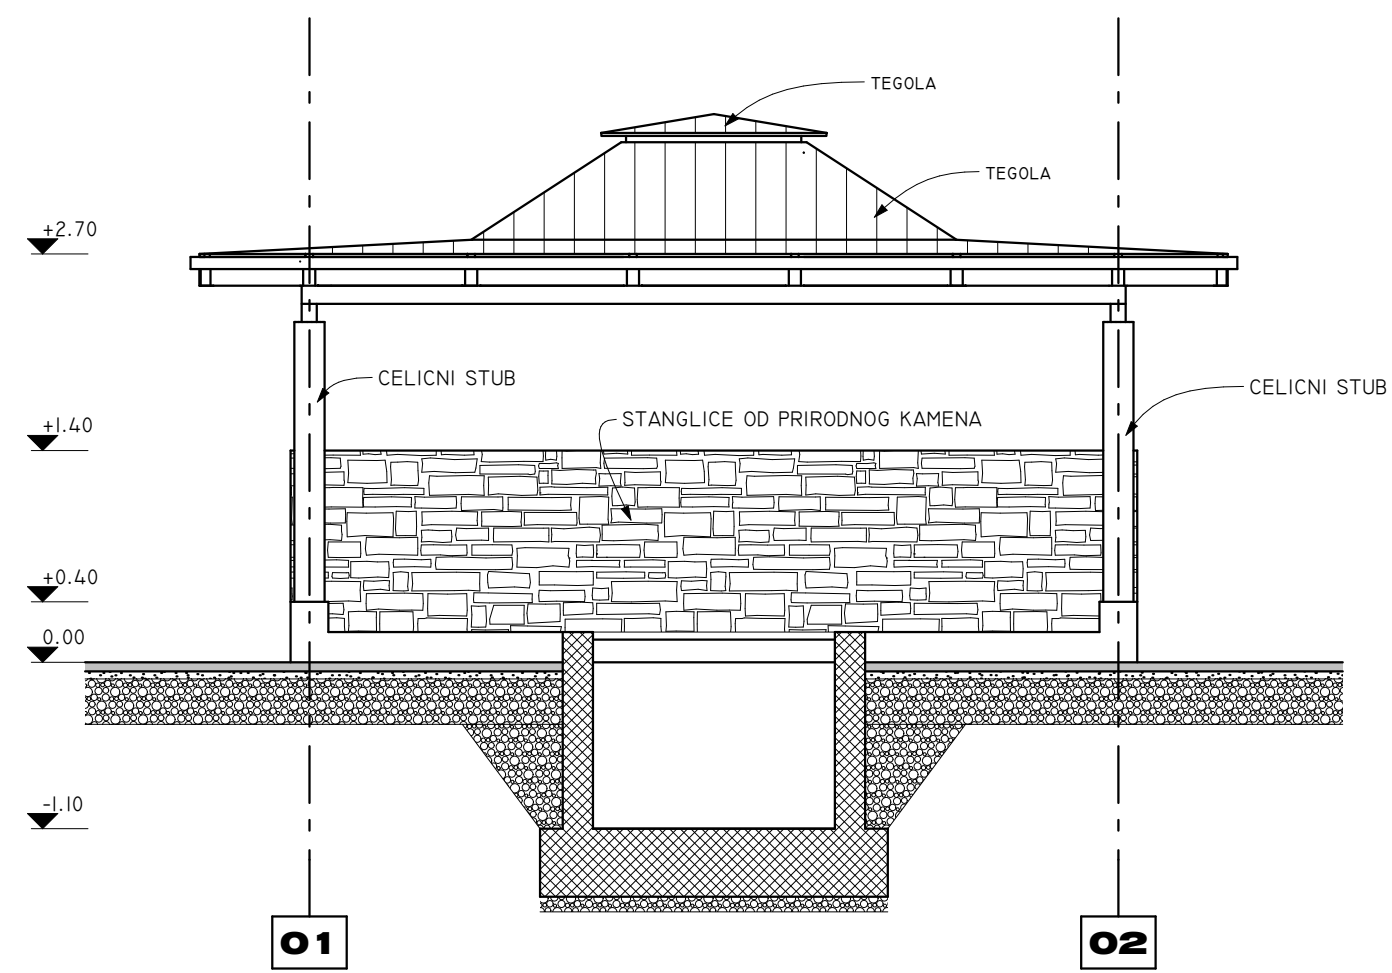 TEGOLA
TEGOLA
+2.70
CELICNI STUB
CELICNI STUB
+1.40
STANGLICE OD PRIRODNOG KAMENA
+0.40
0.00
-1.10
01
02